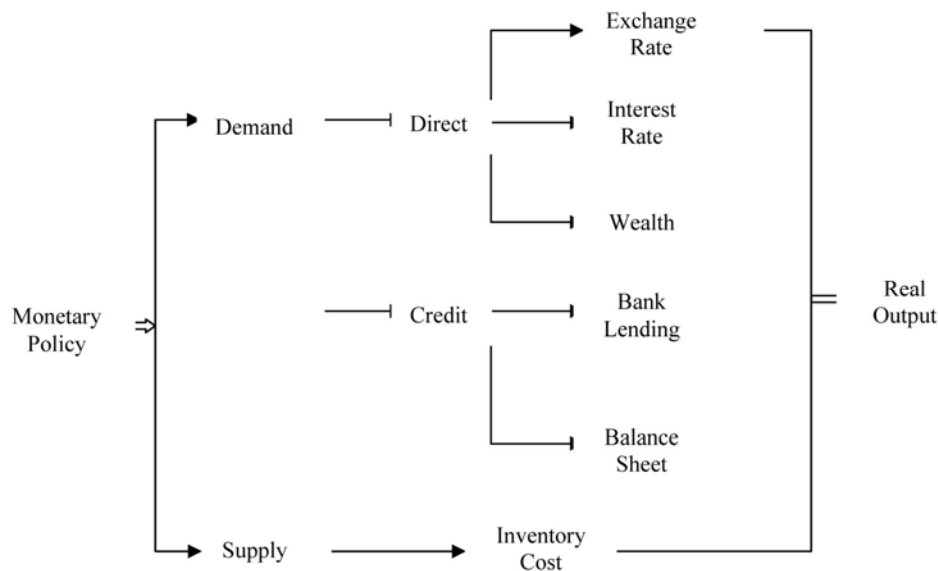 Exchange
Rate
Demand
Direct
Interest
Rate
Wealth
Monetary
Policy
Credit
Bank
Lending
Real
Output
Balance
Sheet
Supply
Inventory
Cost